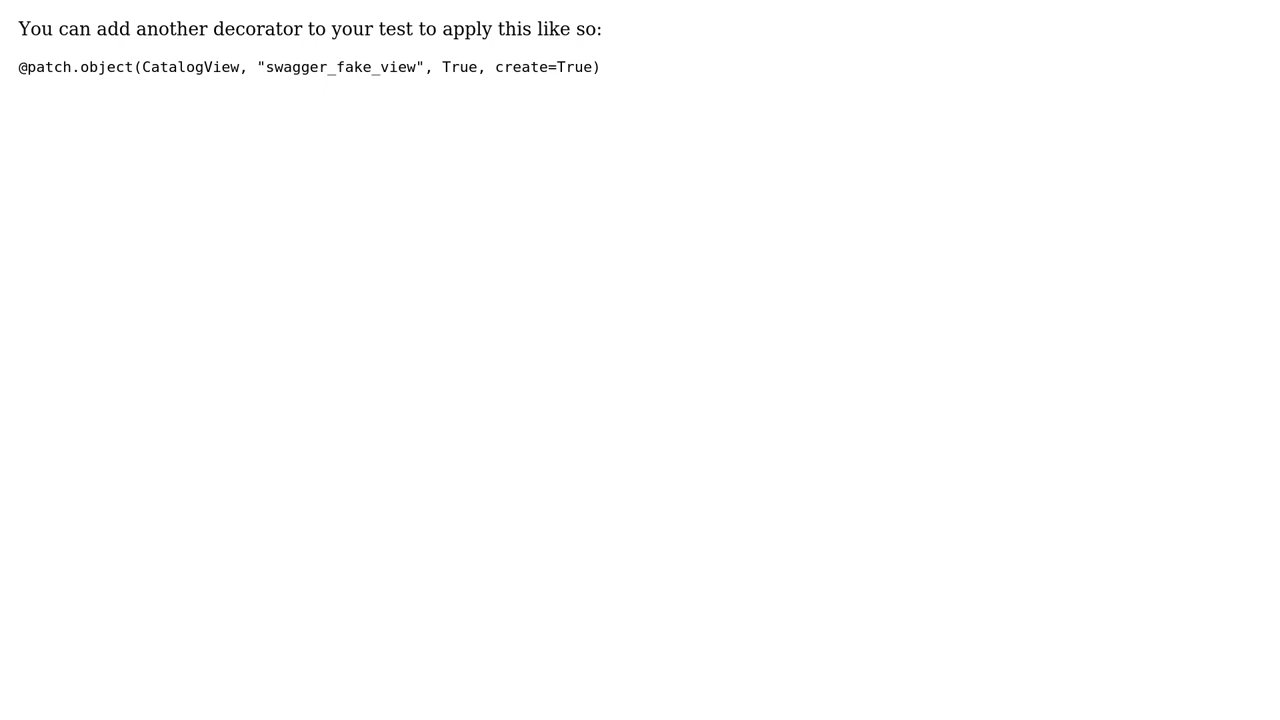 You can add another decorator to your test to apply this like so:
@patch.object(CatalogView, "swagger_fake_view", True, create=True)